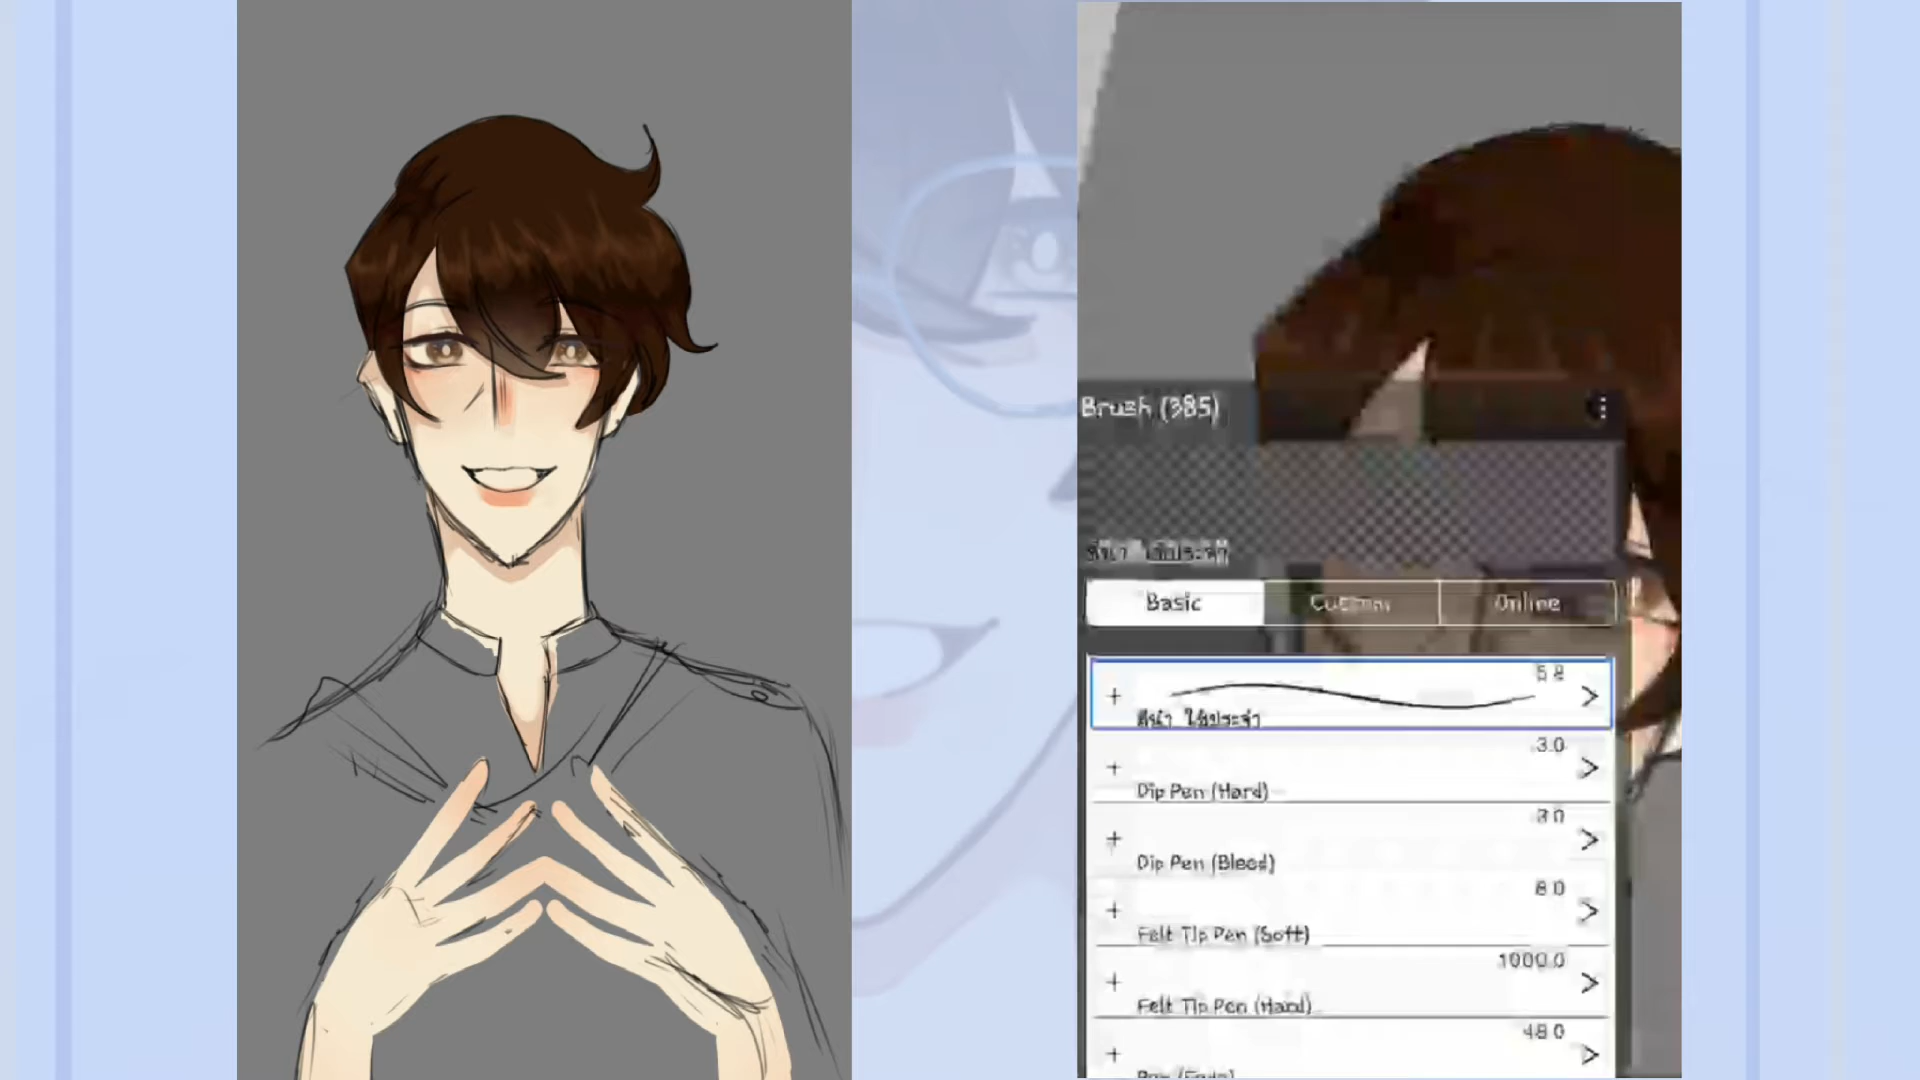 Brush (385)
Basic
Custom
Online
5.8
3.0
Dip Pen (Hard)
3.0
Dip Pen (Bleed)
8.0
Felt Tip Pen (Soft)
1000.0
Felt Tip Pen (Hard)
48.0